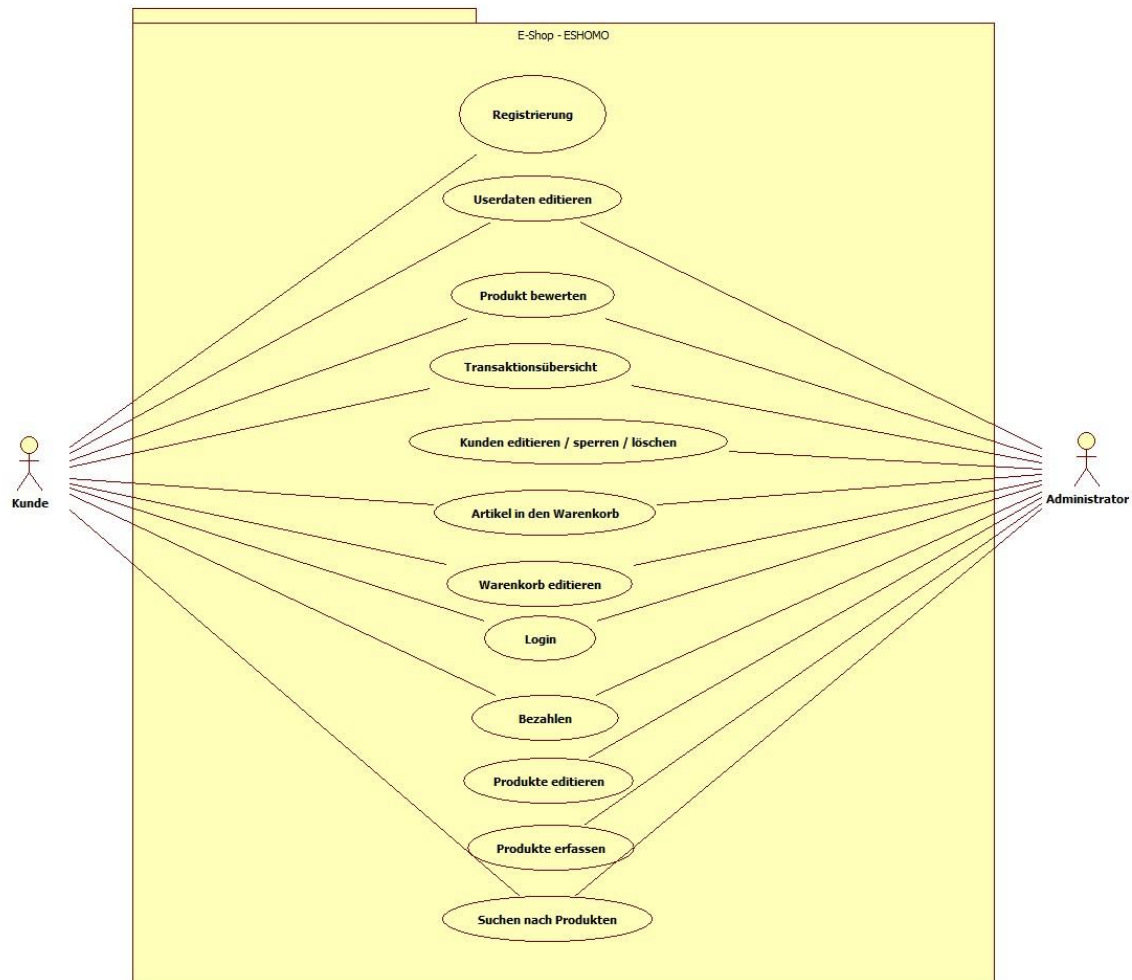 E-Shop - ESHOMO
Registrierung
Userdaten editieren
Produkt bewerten
Transaktionsübersicht
Kunden editieren / sperren / löschen
Kunde
Administrator
Artikel in den Warenkorb
Warenkorb editieren
Login
Bezahlen
Produkte editieren
Produkte erfassen
Suchen nach Produkten